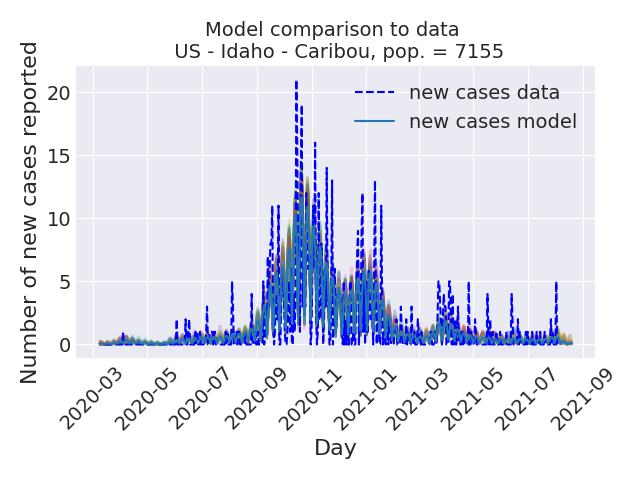 Model comparison to data
US - Idaho - Caribou, pop. = 7155
new cases data
new cases model
Number of new cases reported
20
15
10
5
0
2020-03
2020-05
2020-07
2020-09
2020-11
2021-01
2021-03
2021-05
2021-07
2021-09
Day